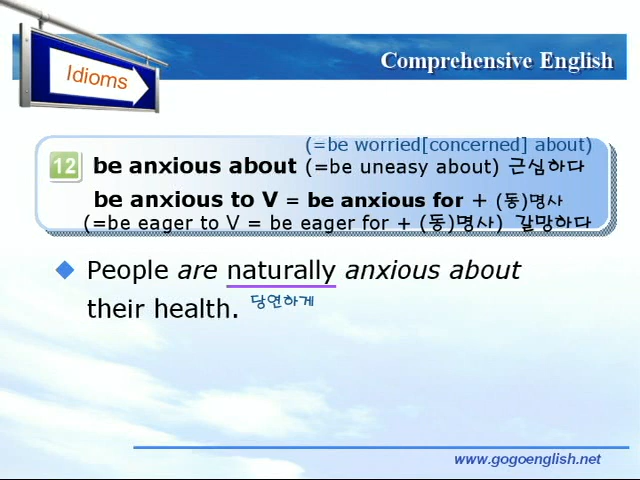 Idioms
Comprehensive English
(=be worried[concerned] about)
12 be anxious about (=be uneasy about) 근심하다
be anxious to V = be anxious for + (동)명사
(=be eager to V = be eager for + (동)명사) 갈망하다
People are naturally anxious about
their health. 당연하게
www.gogoenglish.net